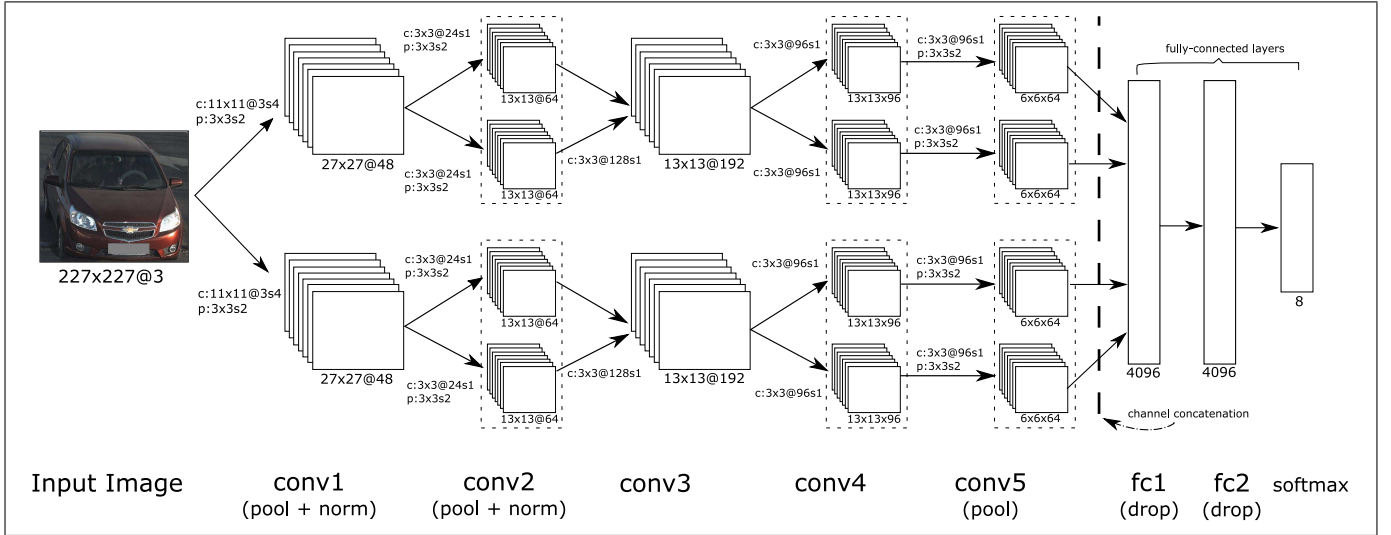 c:3x3@24s1
p:3x3s2
c:3x3@96s1
c:3x3@96s1
p:3x3s2
fully-connected layers
c:11x11@3s4
p:3x3s2
13x13@64
13x13x96
6x6x64
27x27@48
c:3x3@24s1
p:3x3s2
c:3x3@128s1
13x13@192
c:3x3@96s1
c:3x3@96s1
p:3x3s2
13x13@64
13x13x96
6x6x64
227x227@3
c:11x11@3s4
p:3x3s2
c:3x3@24s1
p:3x3s2
c:3x3@96s1
c:3x3@96s1
p:3x3s2
13x13@64
13x13x96
6x6x64
8
27x27@48
c:3x3@24s1
p:3x3s2
c:3x3@128s1
13x13@192
c:3x3@96s1
c:3x3@96s1
p:3x3s2
4096
4096
13x13@64
13x13x96
6x6x64
channel concatenation
Input Image
conv1
(pool + norm)
conv2
(pool + norm)
conv3
conv4
conv5
(pool)
fc1
(drop)
fc2
(drop)
softmax